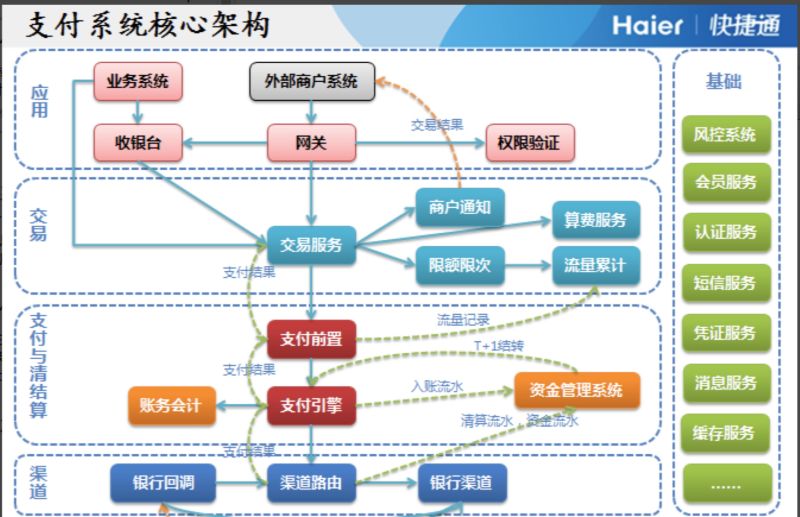 支付系统核心架构
Haier | 快捷通
应用
业务系统
外部商户系统
收银台
网关
权限验证
交易结果
交易
商户通知
算费服务
交易服务
限额限次
流量累计
支付结果
支付与清结算
支付前置
流量记录
T+1结转
支付结果
账务会计
支付引擎
入账流水
资金管理系统
清算流水，资金流水
支付结果
渠道
银行回调
渠道路由
银行渠道
基础
风控系统
会员服务
认证服务
短信服务
凭证服务
消息服务
缓存服务
......